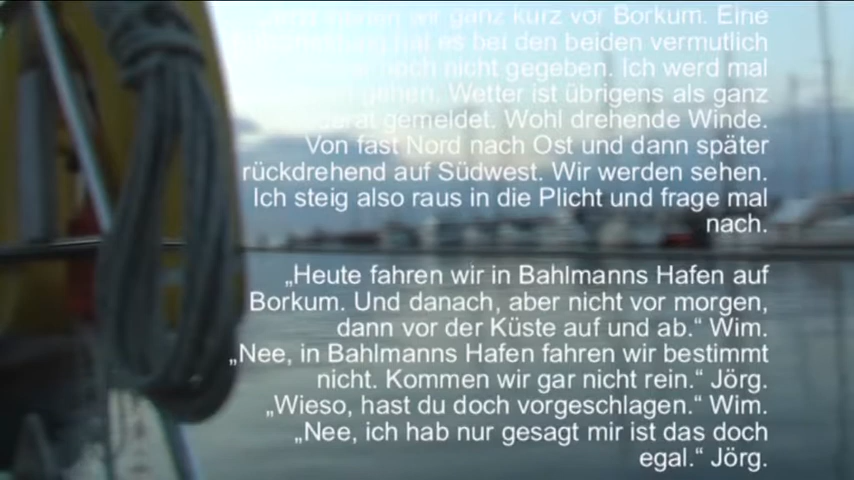 wir ganz kurz vor Borkum. Eine
hat es bei den beiden vermutlich
noch nicht gegeben. Ich werd mal
gehen. Wetter ist übrigens als ganz
gemeldet. Wohl drehende Winde.
Von fast Nord nach Ost und dann später
rückdrehend auf Südwest. Wir werden sehen.
Ich steig also raus in die Plicht und frage mal
nach.
„Heute fahren wir in Bahlmanns Hafen auf
Borkum. Und danach, aber nicht vor morgen,
dann vor der Küste auf und ab.“ Wim.
„Nee, in Bahlmanns Hafen fahren wir bestimmt
nicht. Kommen wir gar nicht rein.“ Jörg.
„Wieso, hast du doch vorgeschlagen.“ Wim.
„Nee, ich hab nur gesagt mir ist das doch
egal.“ Jörg.